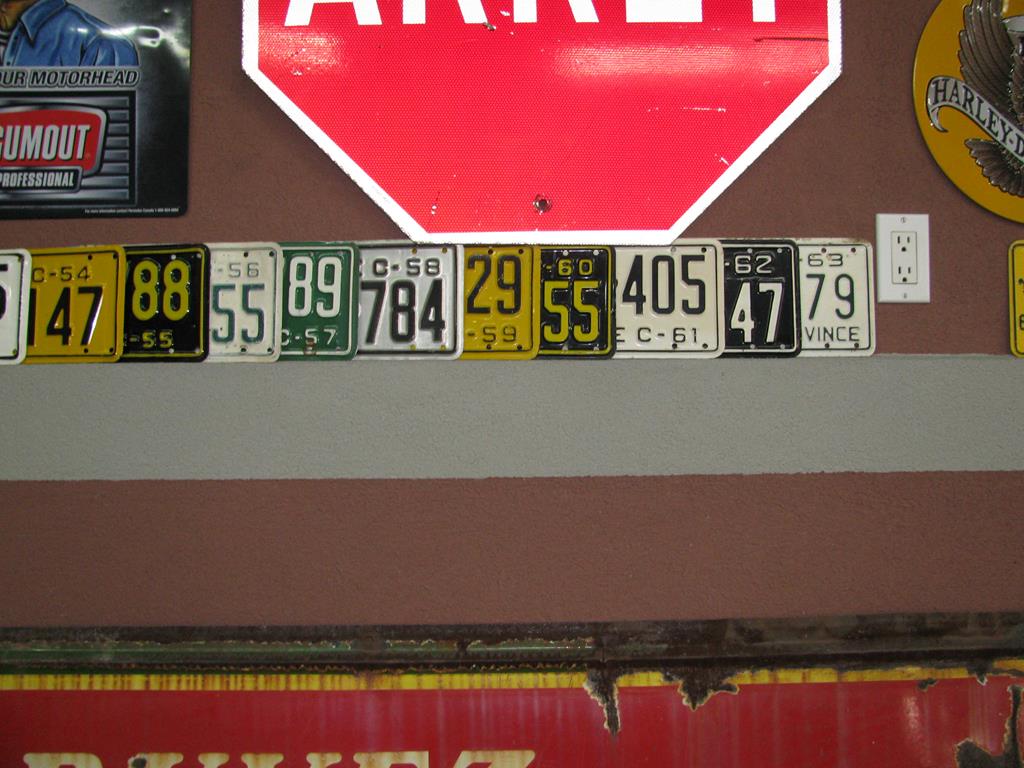 ARRET
OUR MOTORHEAD
GUMOUT
PROFESSIONAL
HARLEY-D
C-54
147
88
-55
-56
55
89
C-57
C-58
784
29
-59
-60
55
405
E C-61
-62
47
-63
79
VINCE